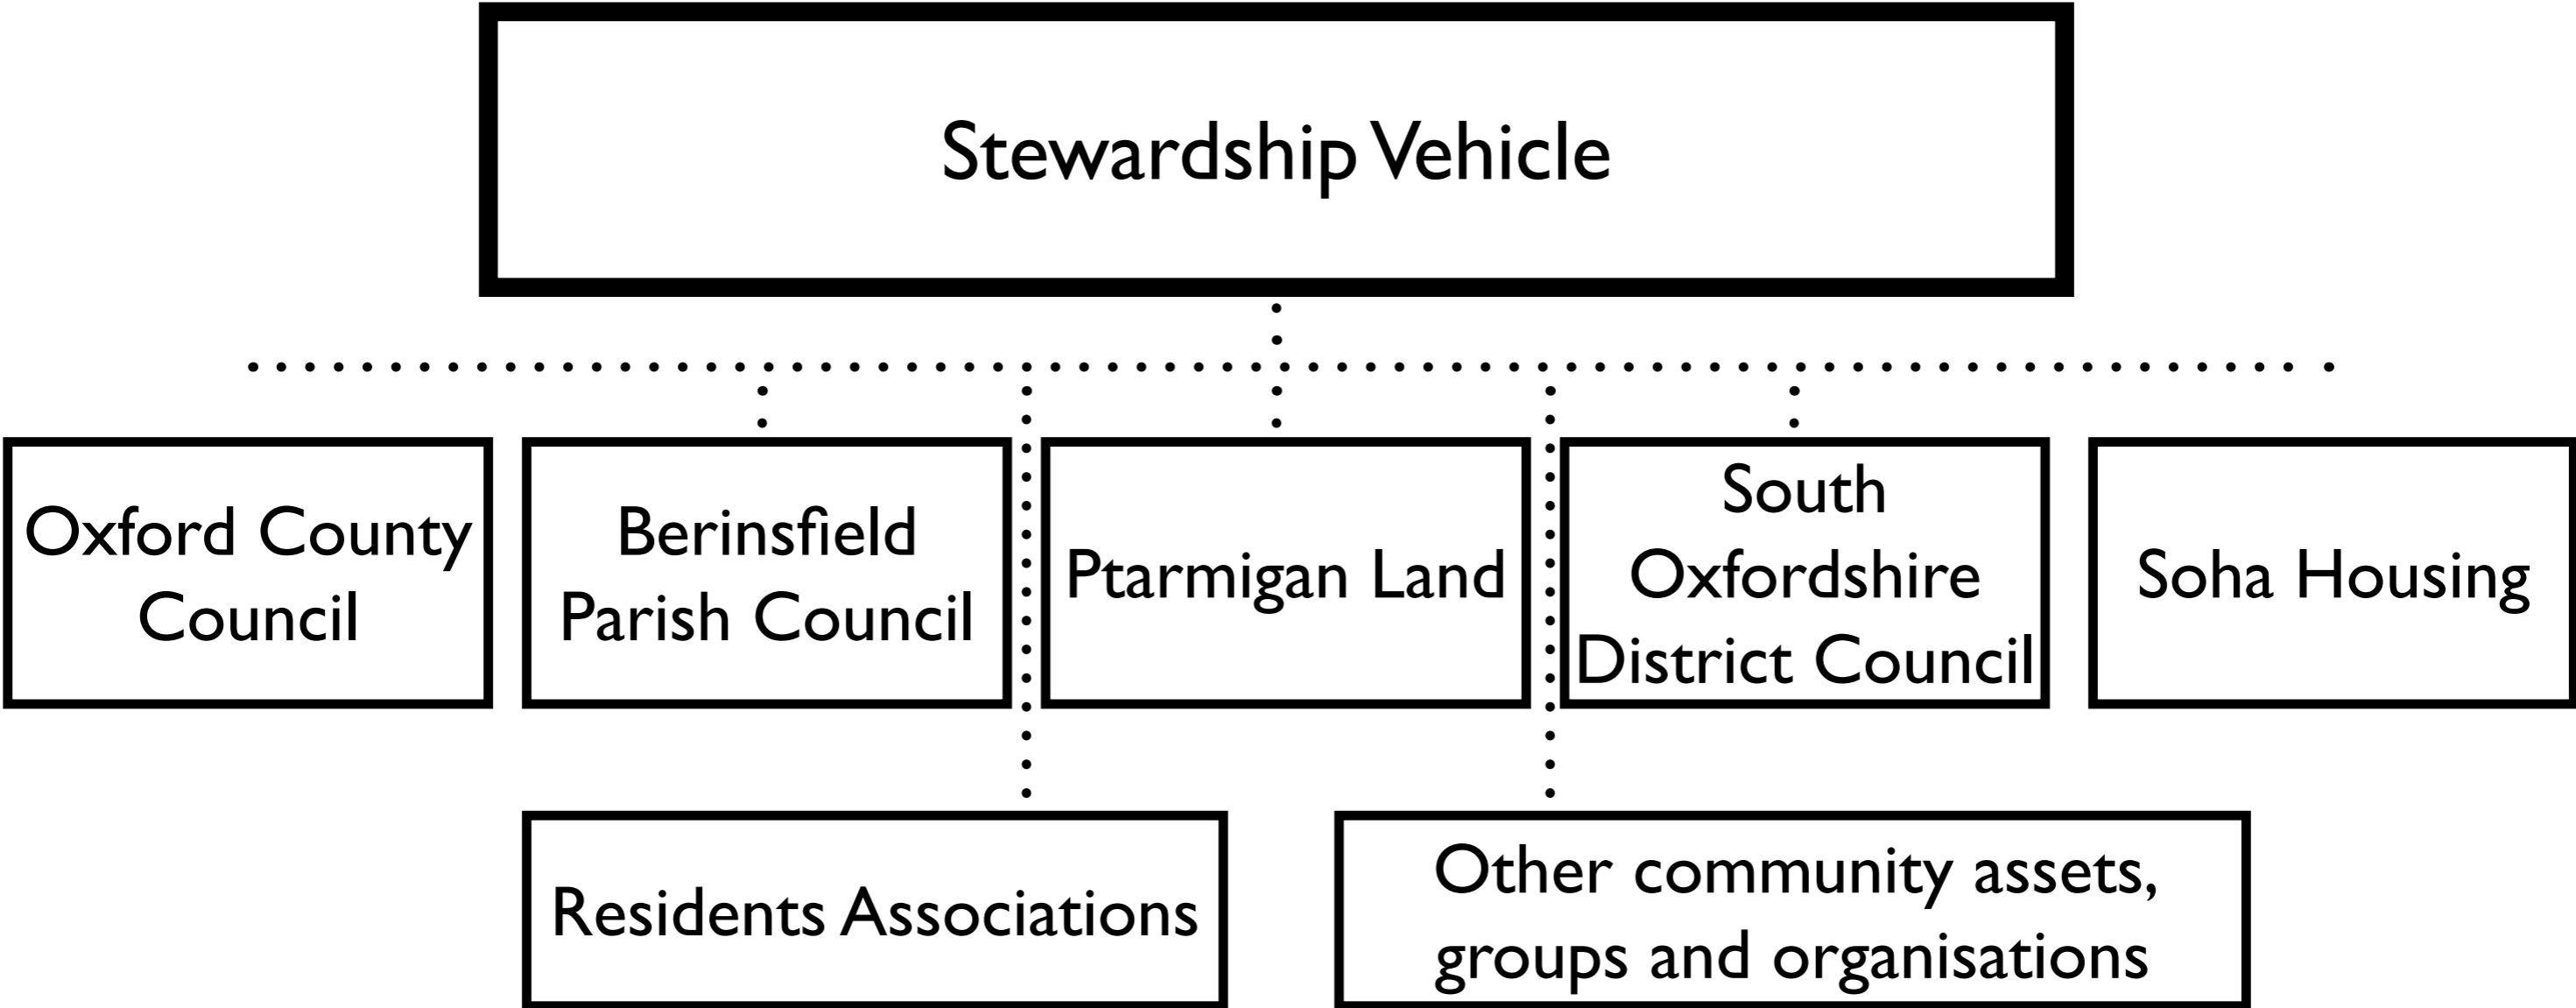 Stewardship Vehicle
Oxford County
Council
Berinsfield
Parish Council
Ptarmigan Land
South
Oxfordshire
District Council
Soha Housing
Residents Associations
Other community assets,
groups and organisations